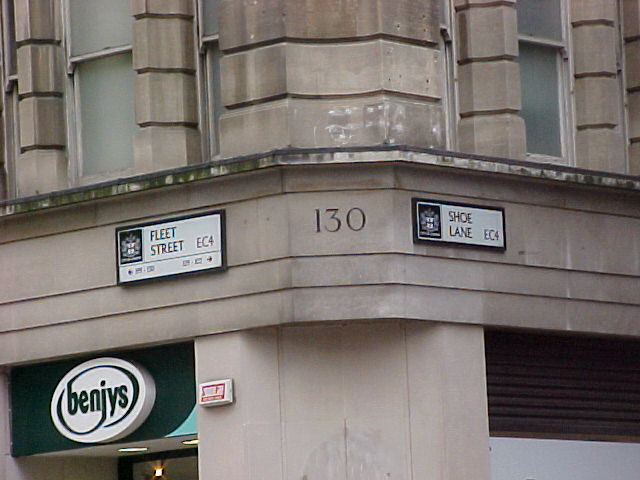 FLEET
STREET EC4
130
SHOE
LANE EC4
benjys